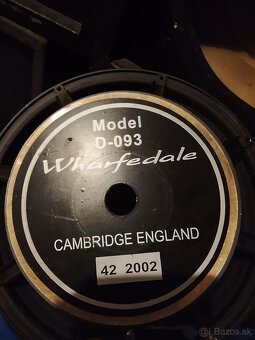 Model
D-093
Wharfedale
CAMBRIDGE ENGLAND
42 2002
Bazos.sk